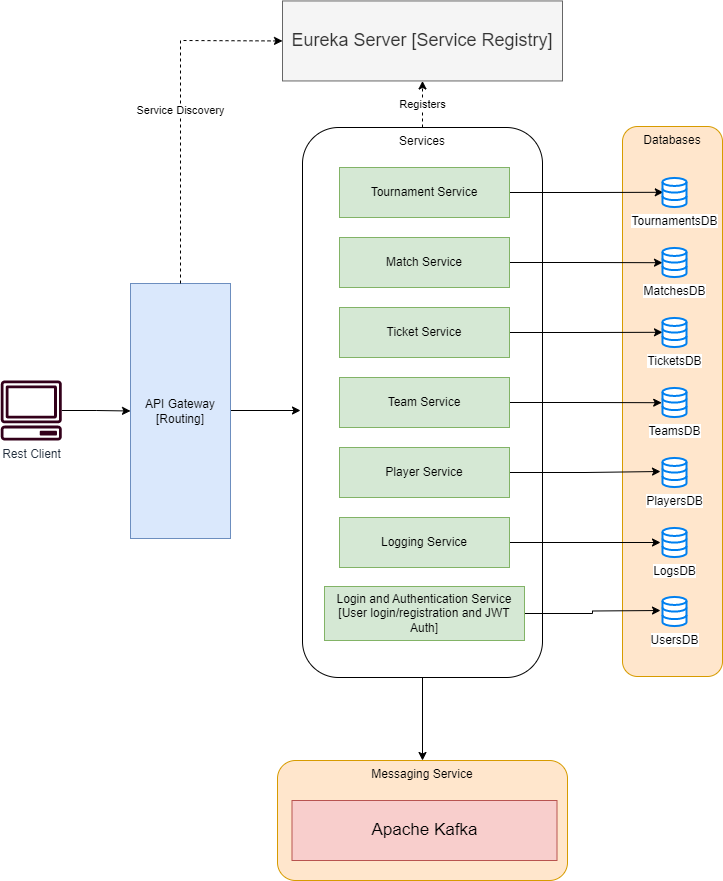 Eureka Server [Service Registry]
Service Discovery
Registers
Services
Databases
Tournament Service
TournamentsDB
Match Service
MatchesDB
Ticket Service
TicketsDB
Team Service
TeamsDB
Player Service
PlayersDB
Logging Service
LogsDB
Login and Authentication Service
[User login/registration and JWT
Auth]
UsersDB
API Gateway
[Routing]
Rest Client
Messaging Service
Apache Kafka